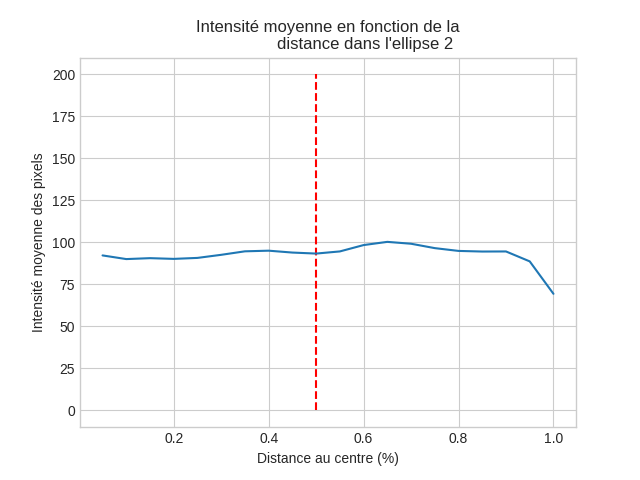 Intensité moyenne en fonction de la
distance dans l'ellipse 2
200
175
150
125
100
75
50
25
0
Intensité moyenne des pixels
0.2 0.4 0.6 0.8 1.0
Distance au centre (%)